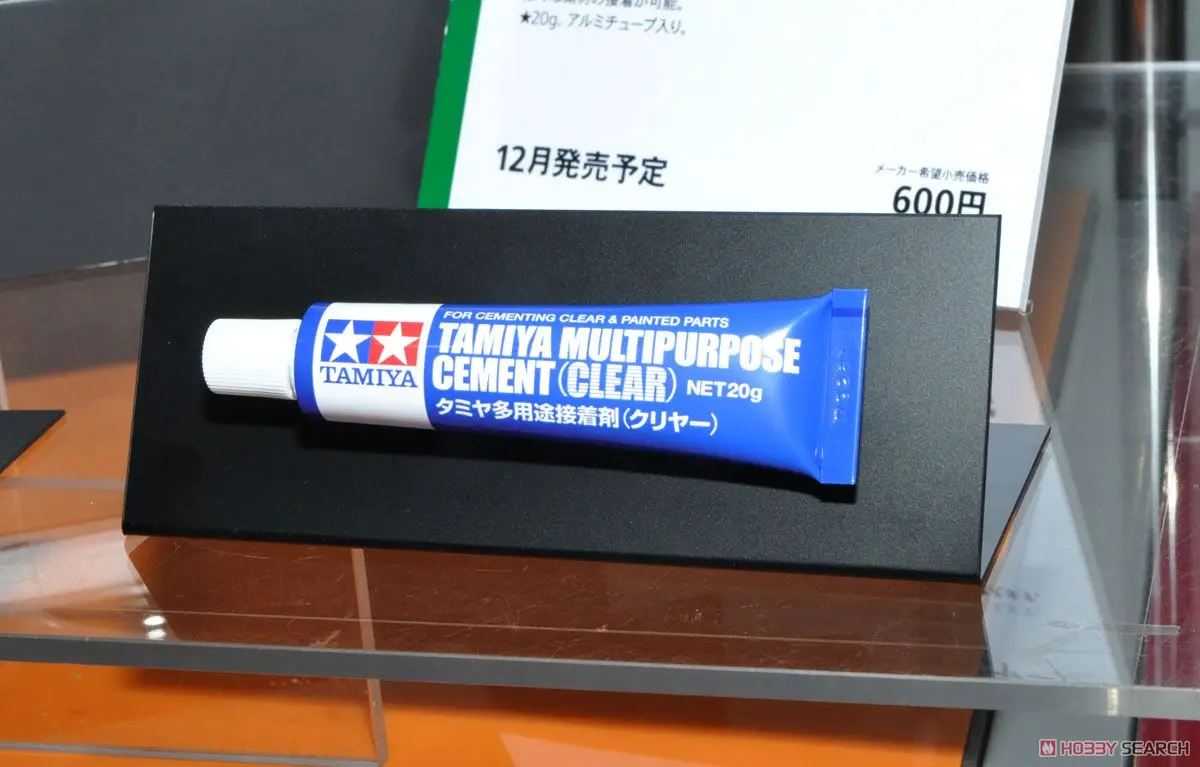 ★20g。アルミチューブ入り。
12月発売予定
メーカー希望小売価格
600円
FOR CEMENTING CLEAR & PAINTED PARTS
TAMIYA MULTIPURPOSE
CEMENT (CLEAR) NET 20g
タミヤ多用途接着剤(クリヤー)
TAMIYA
HOBBY SEARCH